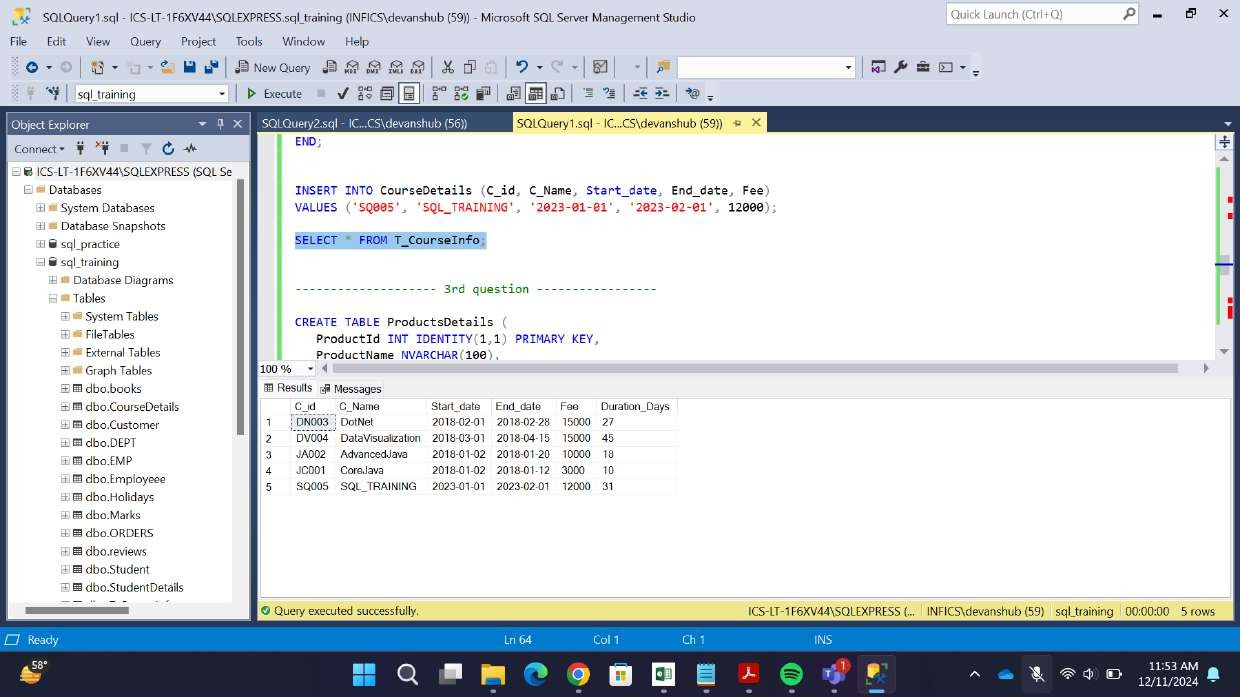 SQLQuery1.sql - ICS-LT-1F6XV44\SQLEXPRESS.sql_training (INFICS\devanshub (59)) - Microsoft SQL Server Management Studio
Quick Launch (Ctrl+Q)
File Edit View Query Project Tools Window Help
New Query
sql_training Execute
Object Explorer
Connect
ICS-LT-1F6XV44\SQLEXPRESS (SQL Se
Databases
System Databases
Database Snapshots
sql_practice
sql_training
Database Diagrams
Tables
System Tables
FileTables
External Tables
Graph Tables
dbo.books
dbo.CourseDetails
dbo.Customer
dbo.DEPT
dbo.EMP
dbo.Employeee
dbo.Holidays
dbo.Marks
dbo.ORDERS
dbo.reviews
dbo.Student
dbo.StudentDetails
SQLQuery2.sql - IC...CS\devanshub (56)) SQLQuery1.sql - IC...CS\devanshub (59))
END;
INSERT INTO CourseDetails (C_id, C_Name, Start_date, End_date, Fee)
VALUES ('SQ005', 'SQL_TRAINING', '2023-01-01', '2023-02-01', 12000);
SELECT * FROM T_CourseInfo;
------------------- 3rd question -----------------
CREATE TABLE ProductsDetails (
ProductId INT IDENTITY(1,1) PRIMARY KEY,
ProductName NVARCHAR(100),
100 %
Results Messages
C_id C_Name Start_date End_date Fee Duration_Days
1 DN003 DotNet 2018-02-01 2018-02-28 15000 27
2 DV004 DataVisualization 2018-03-01 2018-04-15 15000 45
3 JA002 AdvancedJava 2018-01-02 2018-01-20 10000 18
4 JC001 CoreJava 2018-01-02 2018-01-12 3000 10
5 SQ005 SQL_TRAINING 2023-01-01 2023-02-01 12000 31
Query executed successfully. ICS-LT-1F6XV44\SQLEXPRESS (... INFICS\devanshub (59) sql_training 00:00:00 5 rows
Ready Ln 64 Col 1 Ch 1 INS
58°
1
11:53 AM
12/11/2024